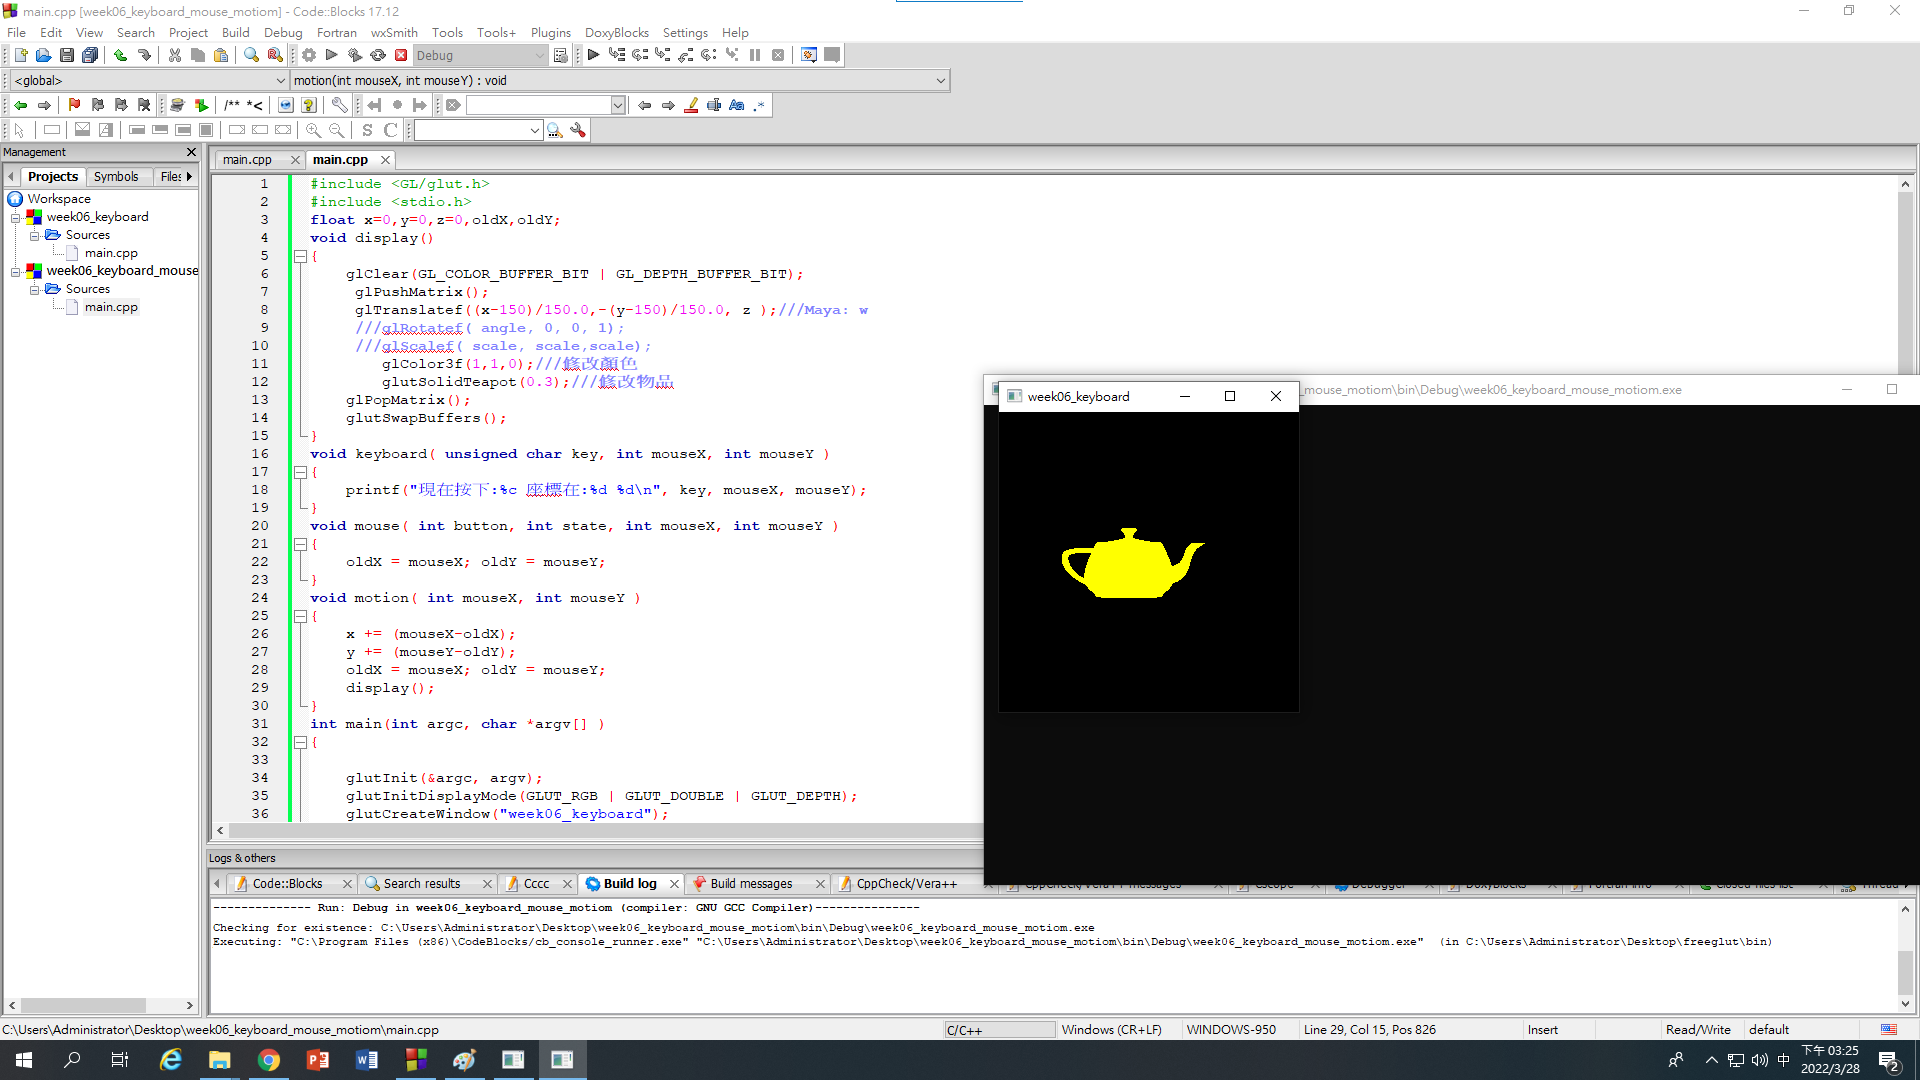 main.cpp [week06_keyboard_mouse_motiom] - Code::Blocks 17.12
File Edit View Search Project Build Debug Fortran wxSmith Tools Tools+ Plugins DoxyBlocks Settings Help
Debug
<global>
motion(int mouseX, int mouseY) : void
/** *<
Aa .*
S C
Management
Projects Symbols Files
Workspace
week06_keyboard
Sources
main.cpp
week06_keyboard_mouse
Sources
main.cpp
main.cpp main.cpp
1 #include <GL/glut.h>
2 #include <stdio.h>
3 float x=0,y=0,z=0,oldX,oldY;
4 void display()
5 {
6 glClear(GL_COLOR_BUFFER_BIT | GL_DEPTH_BUFFER_BIT);
7 glPushMatrix();
8 glTranslatef((x-150)/150.0,-(y-150)/150.0, z );///Maya: w
9 ///glRotatef( angle, 0, 0, 1);
10 ///glScalef( scale, scale,scale);
11 glColor3f(1,1,0);///修改顏色
12 glutSolidTeapot(0.3);///修改物品
13 glPopMatrix();
14 glutSwapBuffers();
15 }
16 void keyboard( unsigned char key, int mouseX, int mouseY )
17 {
18 printf("現在按下:%c 座標在:%d %d\n", key, mouseX, mouseY);
19 }
20 void mouse( int button, int state, int mouseX, int mouseY )
21 {
22 oldX = mouseX; oldY = mouseY;
23 }
24 void motion( int mouseX, int mouseY )
25 {
26 x += (mouseX-oldX);
27 y += (mouseY-oldY);
28 oldX = mouseX; oldY = mouseY;
29 display();
30 }
31 int main(int argc, char *argv[] )
32 {
33
34 glutInit(&argc, argv);
35 glutInitDisplayMode(GLUT_RGB | GLUT_DOUBLE | GLUT_DEPTH);
36 glutCreateWindow("week06_keyboard");
_mouse_motiom\bin\Debug\week06_keyboard_mouse_motiom.exe
week06_keyboard
Logs & others
Code::Blocks Search results Cccc Build log Build messages CppCheck/Vera++ CppCheck/Vera++ messages Cscope Debugger DoxyBlocks Fortran info Closed files list Thread
-------------- Run: Debug in week06_keyboard_mouse_motiom (compiler: GNU GCC Compiler)---------------
Checking for existence: C:\Users\Administrator\Desktop\week06_keyboard_mouse_motiom\bin\Debug\week06_keyboard_mouse_motiom.exe
Executing: "C:\Program Files (x86)\CodeBlocks/cb_console_runner.exe" "C:\Users\Administrator\Desktop\week06_keyboard_mouse_motiom\bin\Debug\week06_keyboard_mouse_motiom.exe" (in C:\Users\Administrator\Desktop\freeglut\bin)
C:\Users\Administrator\Desktop\week06_keyboard_mouse_motiom\main.cpp
C/C++ Windows (CR+LF) WINDOWS-950 Line 29, Col 15, Pos 826 Insert Read/Write default
中
下午 03:25
2022/3/28
2